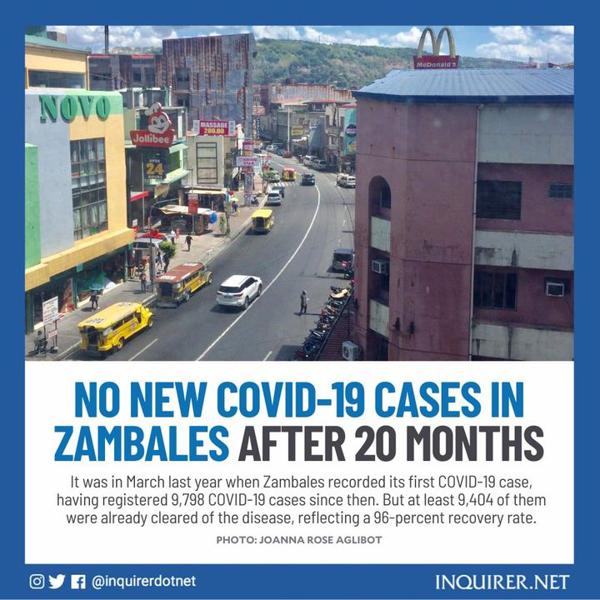 McDonald's
NOVO
Jollibee
MASSAGE
200.00
24
NO NEW COVID-19 CASES IN
ZAMBALES AFTER 20 MONTHS
It was in March last year when Zambales recorded its first COVID-19 case,
having registered 9,798 COVID-19 cases since then. But at least 9,404 of them
were already cleared of the disease, reflecting a 96-percent recovery rate.
PHOTO: JOANNA ROSE AGLIBOT
@inquirerdotnet
INQUIRER.NET